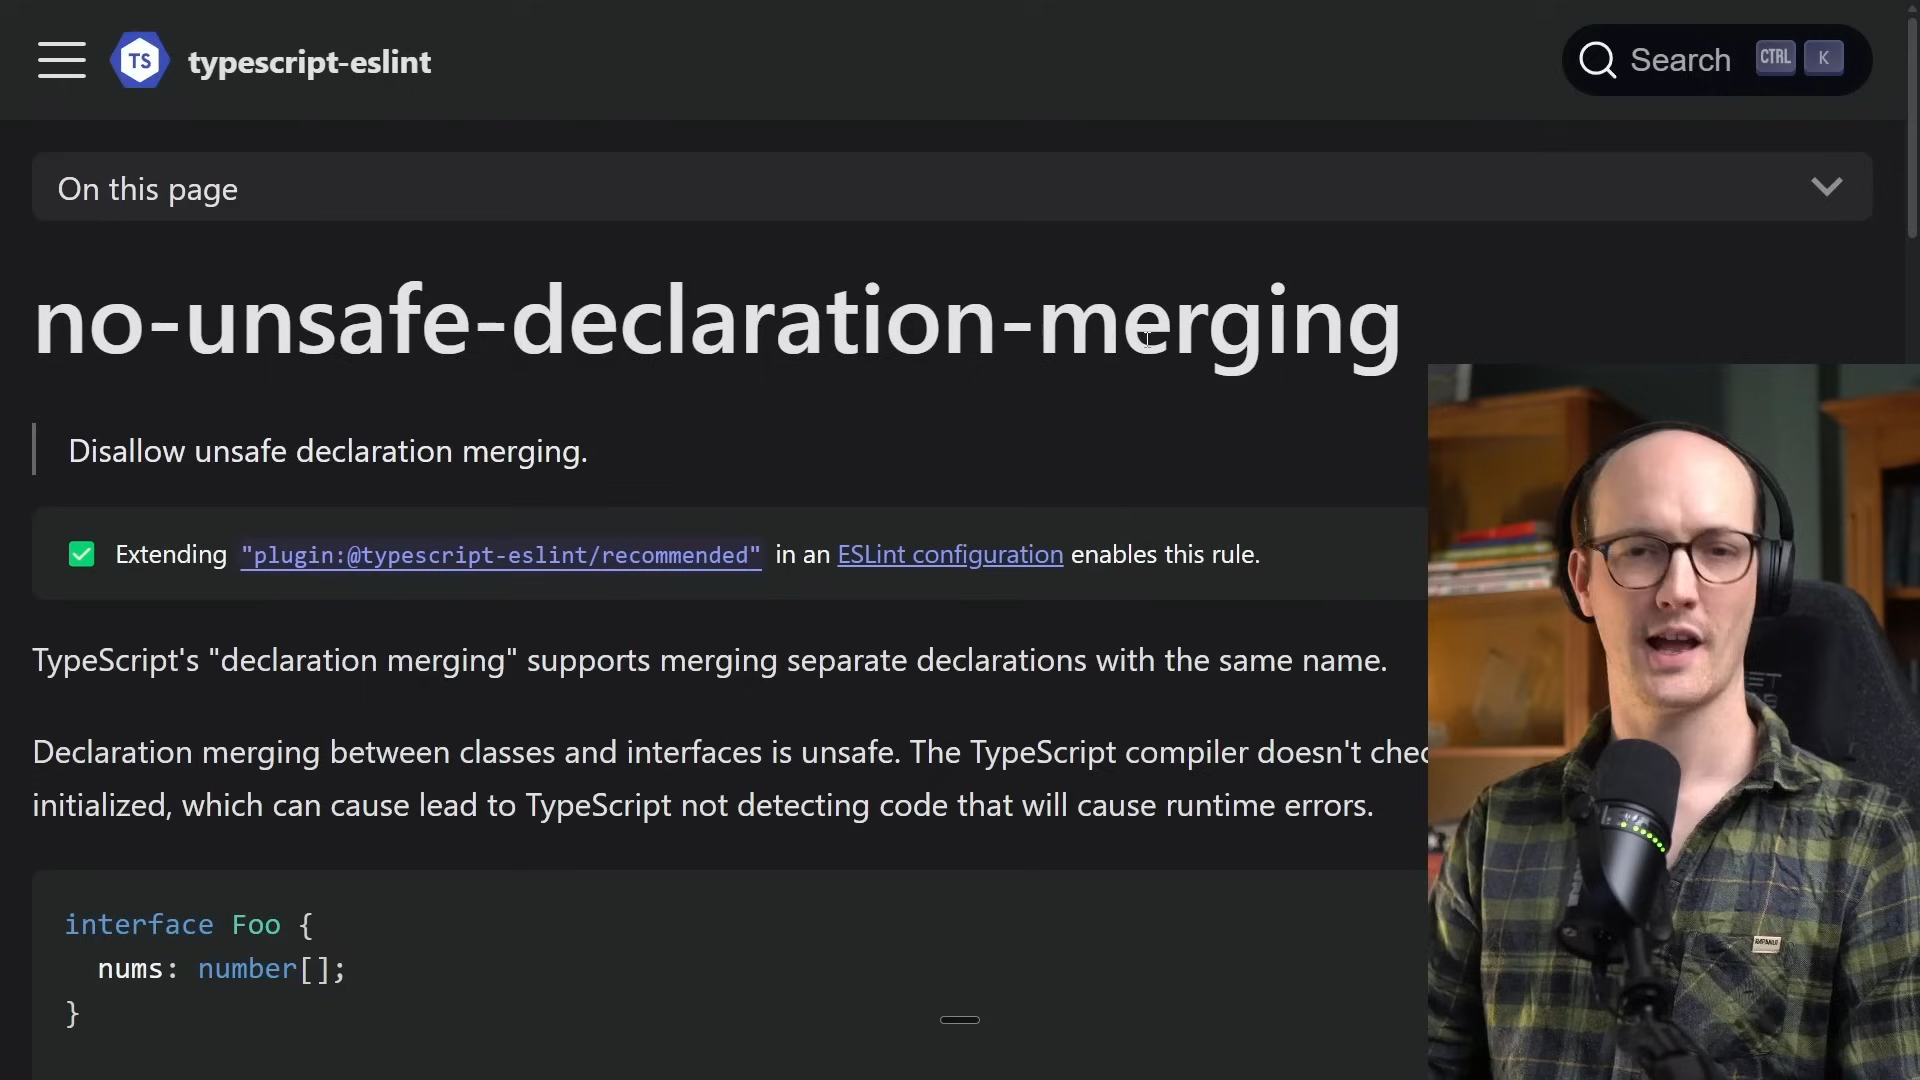 TS typescript-eslint
Search CTRL K
On this page
no-unsafe-declaration-merging
Disallow unsafe declaration merging.
Extending "plugin:@typescript-eslint/recommended" in an ESLint configuration enables this rule.
TypeScript's "declaration merging" supports merging separate declarations with the same name.
Declaration merging between classes and interfaces is unsafe. The TypeScript compiler doesn't
initialized, which can cause lead to TypeScript not detecting code that will cause runtime errors.
interface Foo {
nums: number[];
}